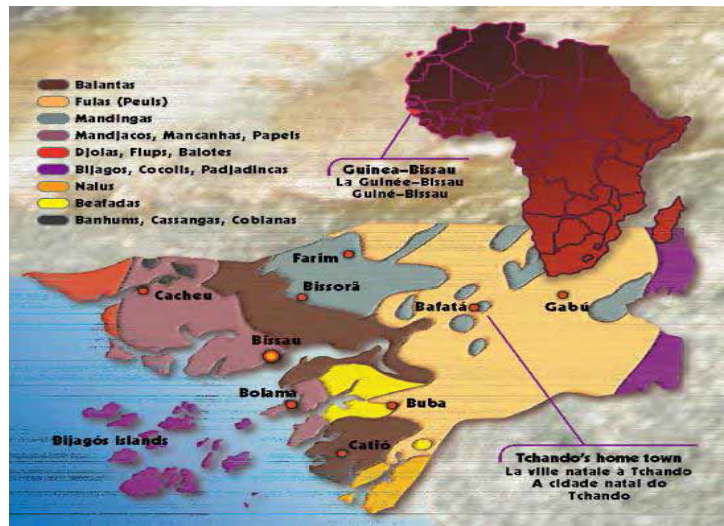 Balantas
Fulas (Peuls)
Mandingas
Mandjacos, Mancanhas, Papels
Djolas, Flups, Balotes
Bijagos, Cocolis, Padjadincas
Nalus
Beafadas
Banhums, Cassangas, Cobianas
Guinea-Bissau
La Guinée-Bissau
Guiné-Bissau
Farim
Cacheu
Bissorã
Bafatá
Gabú
Bissau
Bolama
Buba
Bijagós Islands
Catió
Tchando's home town
La ville natale à Tchando
A cidade natal do
Tchando